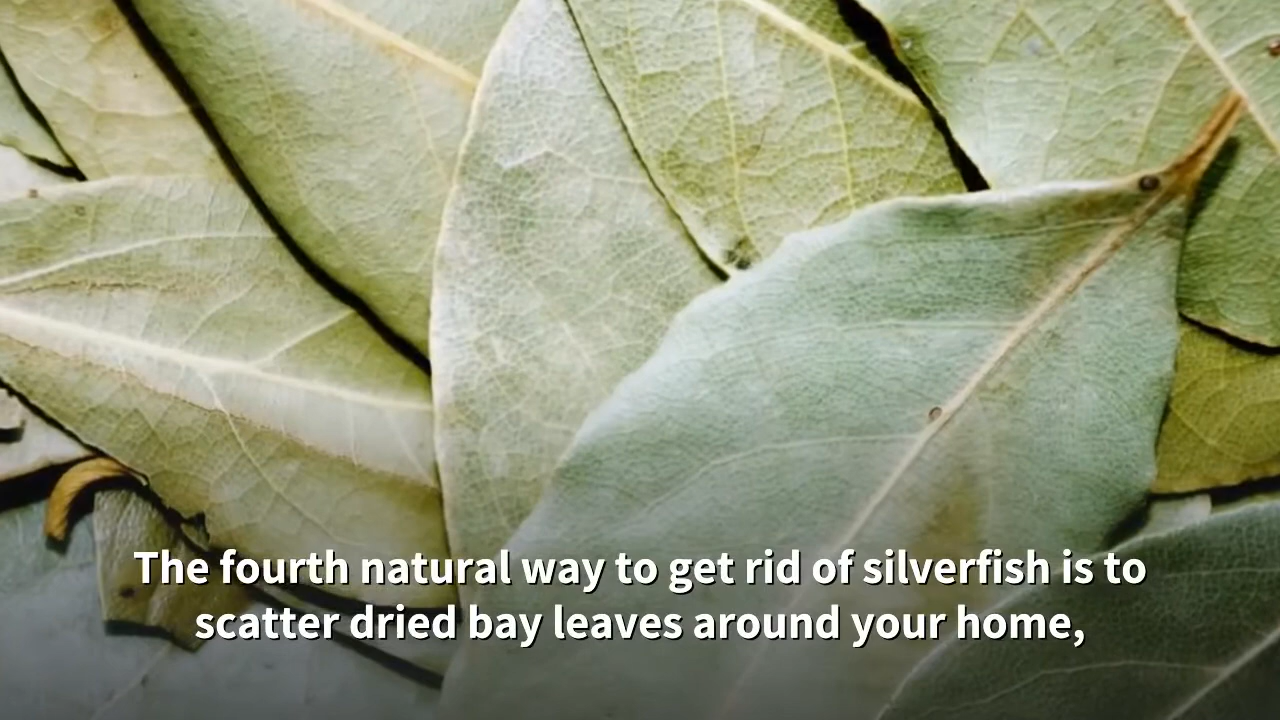 The fourth natural way to get rid of silverfish is to
scatter dried bay leaves around your home,